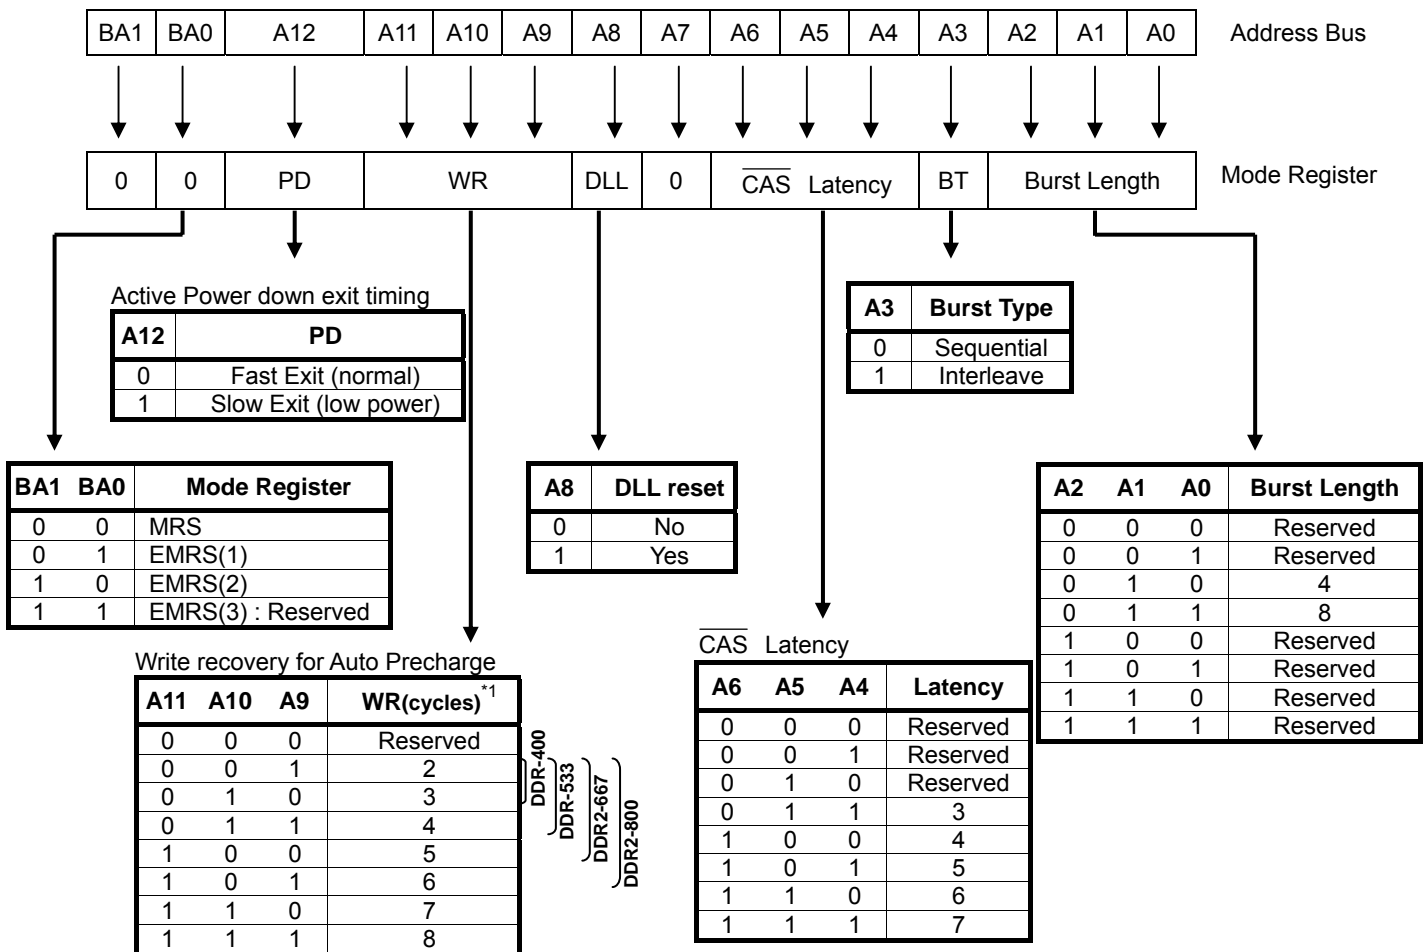 BA1 BA0 A12 A11 A10 A9 A8 A7 A6 A5 A4 A3 A2 A1 A0 Address Bus
0 0 PD WR DLL 0 CAS Latency BT Burst Length Mode Register
Active Power down exit timing
A12 PD
0 Fast Exit (normal)
1 Slow Exit (low power)
A3 Burst Type
0 Sequential
1 Interleave
BA1 BA0 Mode Register
0 0 MRS
0 1 EMRS(1)
1 0 EMRS(2)
1 1 EMRS(3) : Reserved
A8 DLL reset
0 No
1 Yes
A2 A1 A0 Burst Length
0 0 0 Reserved
0 0 1 Reserved
0 1 0 4
0 1 1 8
1 0 0 Reserved
1 0 1 Reserved
1 1 0 Reserved
1 1 1 Reserved
Write recovery for Auto Precharge
A11 A10 A9 WR(cycles)*1
0 0 0 Reserved
0 0 1 2
0 1 0 3
0 1 1 4
1 0 0 5
1 0 1 6
1 1 0 7
1 1 1 8
DDR-400
DDR-533
DDR2-667
DDR2-800
CAS Latency
A6 A5 A4 Latency
0 0 0 Reserved
0 0 1 Reserved
0 1 0 Reserved
0 1 1 3
1 0 0 4
1 0 1 5
1 1 0 6
1 1 1 7